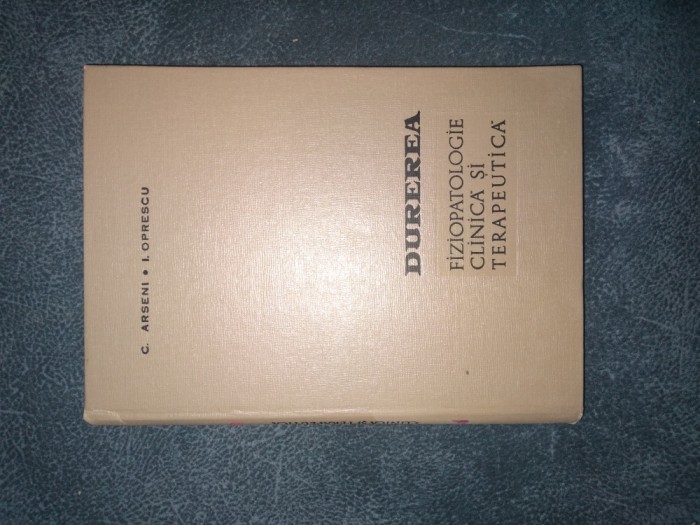 C. ARSENI • I. OPRESCU
DUREREA
FIZIOPATOLOGIE
CLINICĂ ȘI
TERAPEUTICĂ